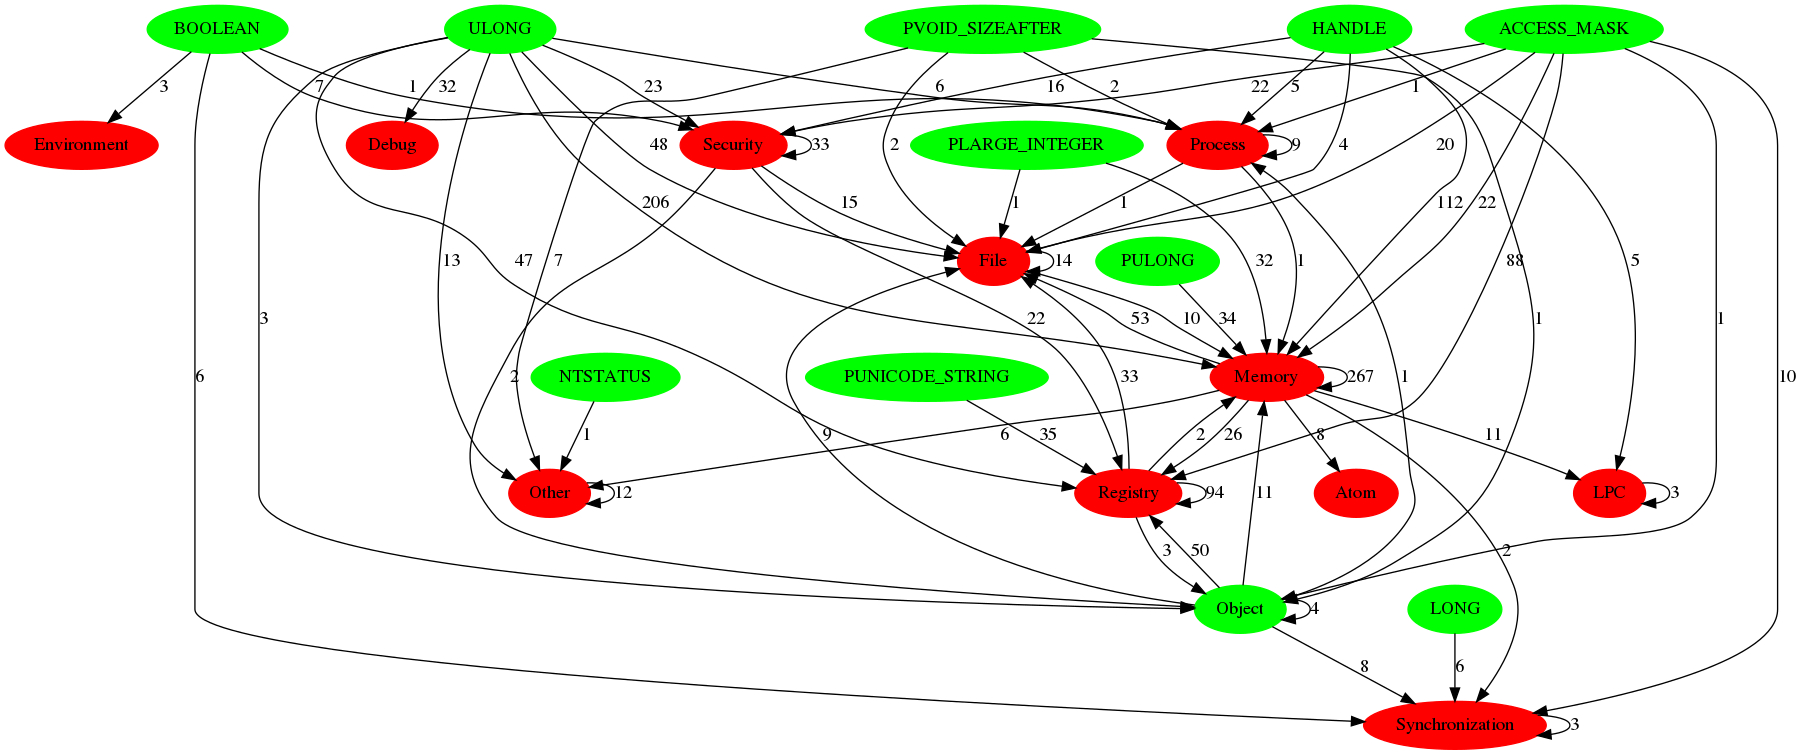 BOOLEAN ULONG PVOID_SIZEAFTER HANDLE ACCESS_MASK
3 7 32 1 23 6 2 16 5 22 1
Environment Debug Security 33 48 2 PLARGE_INTEGER Process 9 4 20
206 15 1 1 112 22
47 13 7 File 14 PULONG 1 32 88 5
3 22 53 10 34 1 1
6 2 NTSTATUS PUNICODE_STRING 33 1 Memory 267 10
1 9 6 35 2 26 8 11
Other 12 Registry 94 Atom LPC 3
11
3 50 2
Object 4 LONG
8 6
Synchronization 3